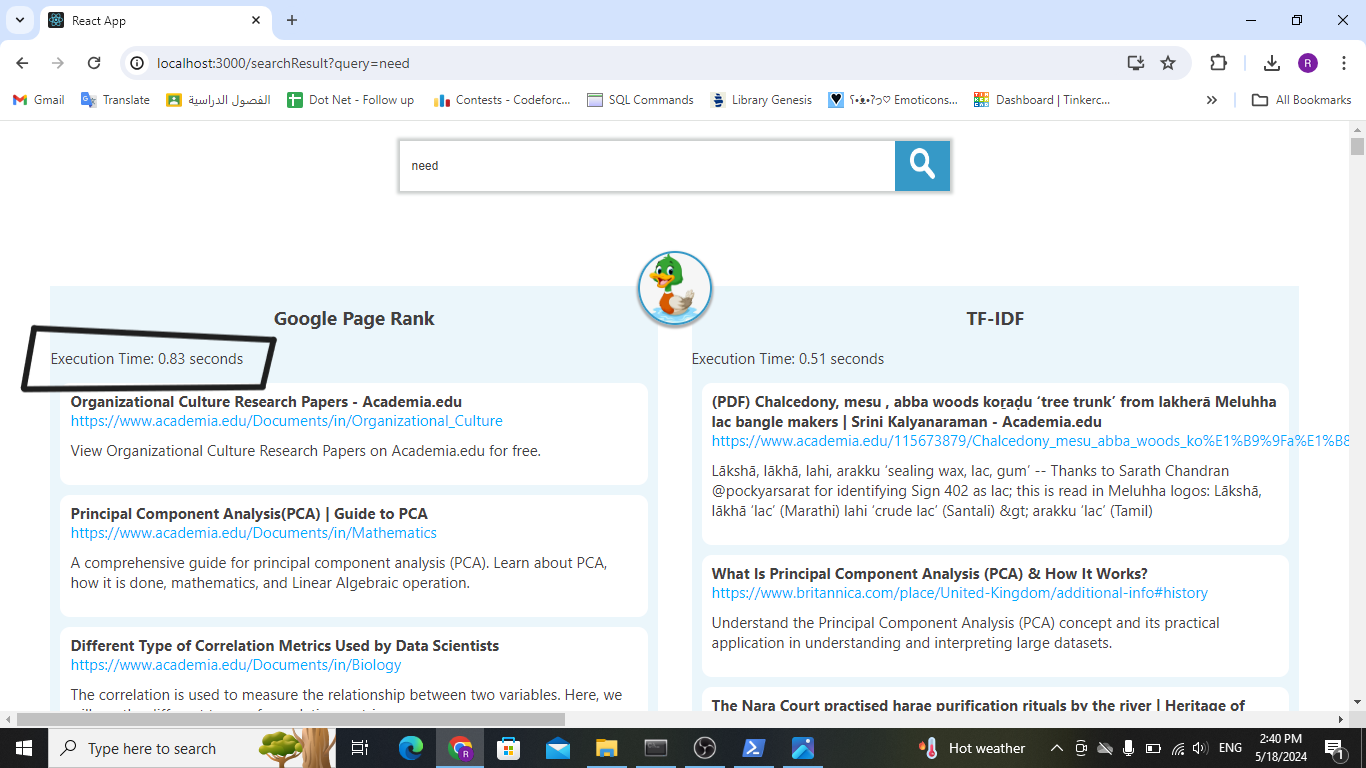 React App
localhost:3000/searchResult?query=need
Gmail
Translate
الفصول الدراسية
Dot Net - Follow up
Contests - Codeforc...
SQL Commands
Library Genesis
Emoticons...
Dashboard | Tinkerc...
All Bookmarks
R
need
Google Page Rank
Execution Time: 0.83 seconds
Organizational Culture Research Papers - Academia.edu
https://www.academia.edu/Documents/in/Organizational_Culture
View Organizational Culture Research Papers on Academia.edu for free.
Principal Component Analysis(PCA) | Guide to PCA
https://www.academia.edu/Documents/in/Mathematics
A comprehensive guide for principal component analysis (PCA). Learn about PCA,
how it is done, mathematics, and Linear Algebraic operation.
Different Type of Correlation Metrics Used by Data Scientists
https://www.academia.edu/Documents/in/Biology
The correlation is used to measure the relationship between two variables. Here, we
TF-IDF
Execution Time: 0.51 seconds
(PDF) Chalcedony, mesu , abba woods koṟaḍu ‘tree trunk’ from lakherā Meluhha
lac bangle makers | Srini Kalyanaraman - Academia.edu
https://www.academia.edu/115673879/Chalcedony_mesu_abba_woods_ko%E1%B9%9Fa%E1%B8
Lākshā, lākhā, lahi, arakku ‘sealing wax, lac, gum’ -- Thanks to Sarath Chandran
@pockyarsarat for identifying Sign 402 as lac; this is read in Meluhha logos: Lākshā,
lākhā ‘lac’ (Marathi) lahi ‘crude lac’ (Santali) &gt; arakku ‘lac’ (Tamil)
What Is Principal Component Analysis (PCA) & How It Works?
https://www.britannica.com/place/United-Kingdom/additional-info#history
Understand the Principal Component Analysis (PCA) concept and its practical
application in understanding and interpreting large datasets.
The Nara Court practised harae purification rituals by the river | Heritage of
Type here to search
Hot weather
ENG
2:40 PM
5/18/2024
1